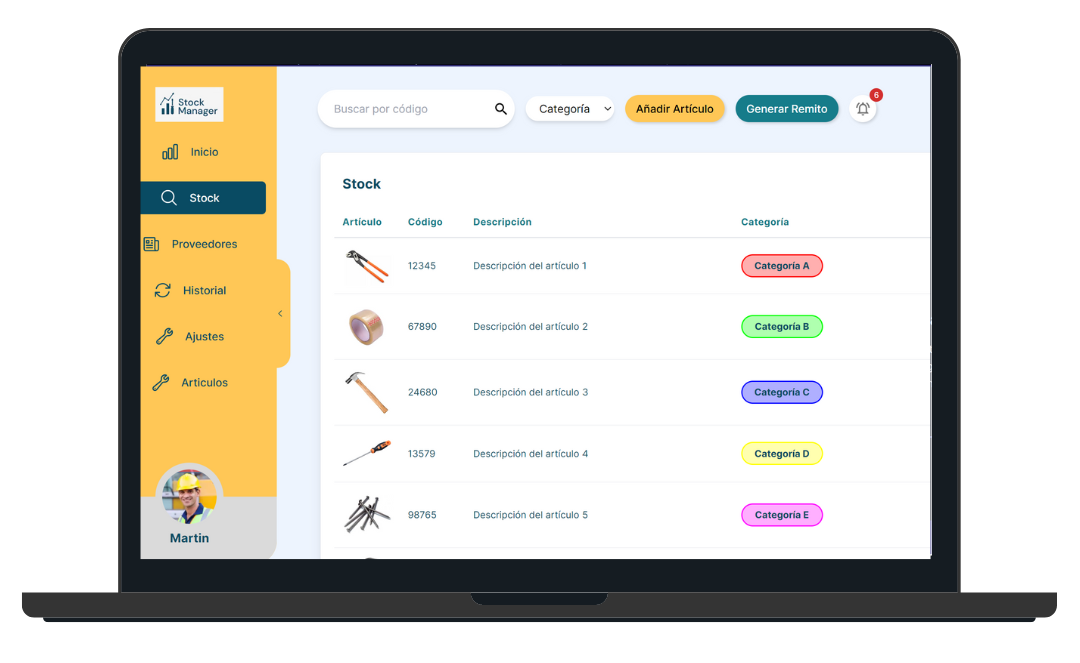 Stock
Manager
Buscar por código
Categoría
Añadir Artículo
Generar Remito
6
Inicio
Stock
Proveedores
Historial
Ajustes
Articulos
Martin
Stock
Artículo Código Descripción Categoría
12345 Descripción del artículo 1 Categoría A
67890 Descripción del artículo 2 Categoría B
24680 Descripción del artículo 3 Categoría C
13579 Descripción del artículo 4 Categoría D
98765 Descripción del artículo 5 Categoría E